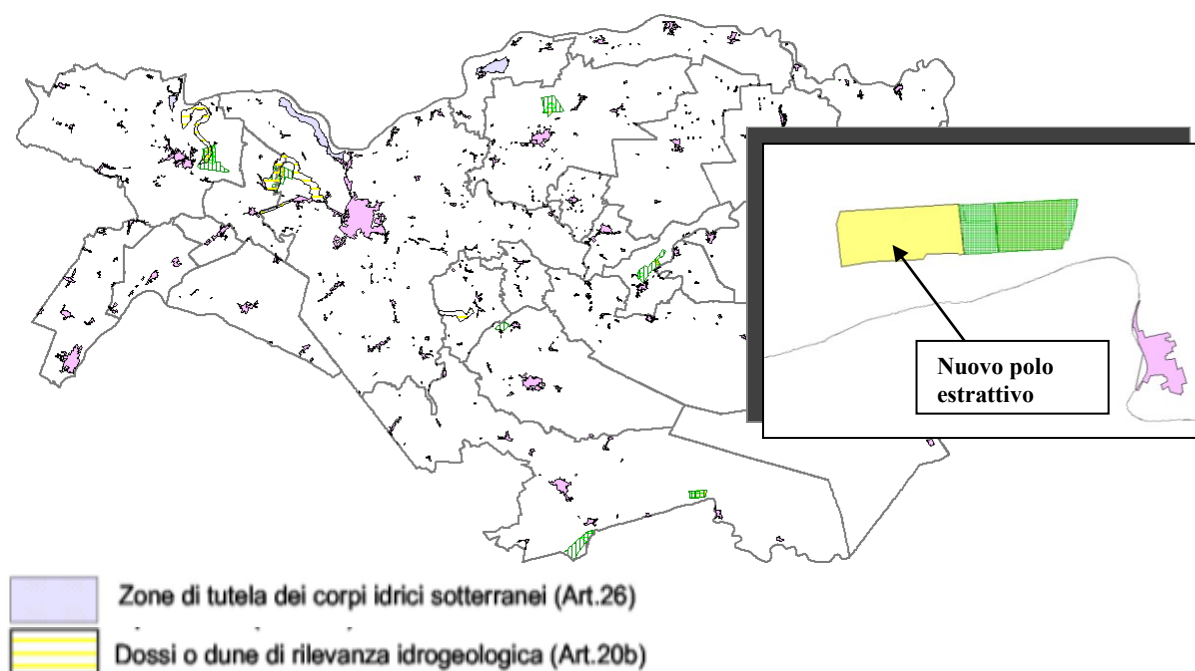 Nuovo polo
estrattivo
Zone di tutela dei corpi idrici sotterranei (Art.26)
Dossi o dune di rilevanza idrogeologica (Art.20b)